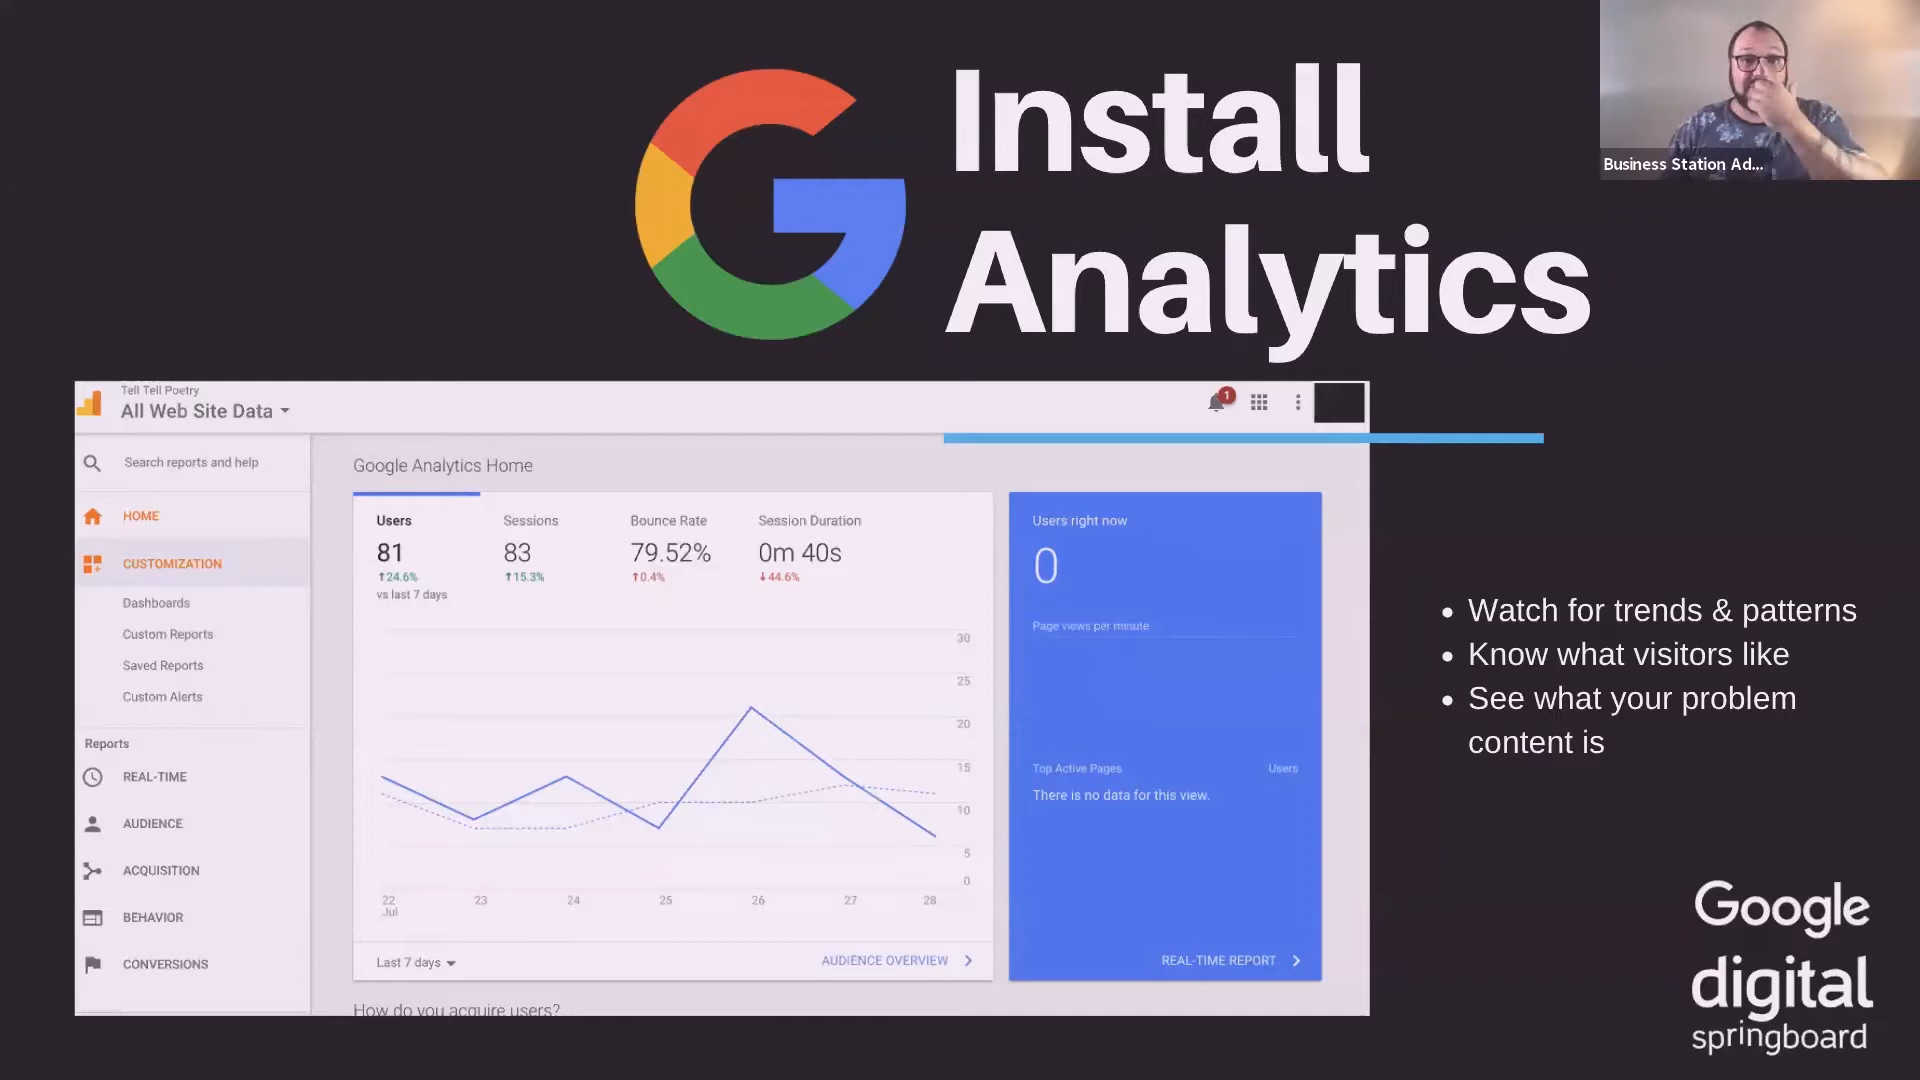 Install
Analytics
Business Station Ad...
Tell Tell Poetry
All Web Site Data
1
Search reports and help
HOME
CUSTOMIZATION
Dashboards
Custom Reports
Saved Reports
Custom Alerts
Reports
REAL-TIME
AUDIENCE
ACQUISITION
BEHAVIOR
CONVERSIONS
Google Analytics Home
Users Sessions Bounce Rate Session Duration
81 83 79.52% 0m 40s
↑24.6% ↑15.3% ↑0.4% ↓44.6%
vs last 7 days
30
25
20
15
10
5
0
22 23 24 25 26 27 28
Jul
Last 7 days AUDIENCE OVERVIEW
Users right now
0
Page views per minute
Top Active Pages Users
There is no data for this view.
REAL-TIME REPORT
How do you acquire users?
• Watch for trends & patterns
• Know what visitors like
• See what your problem
content is
Google
digital
springboard